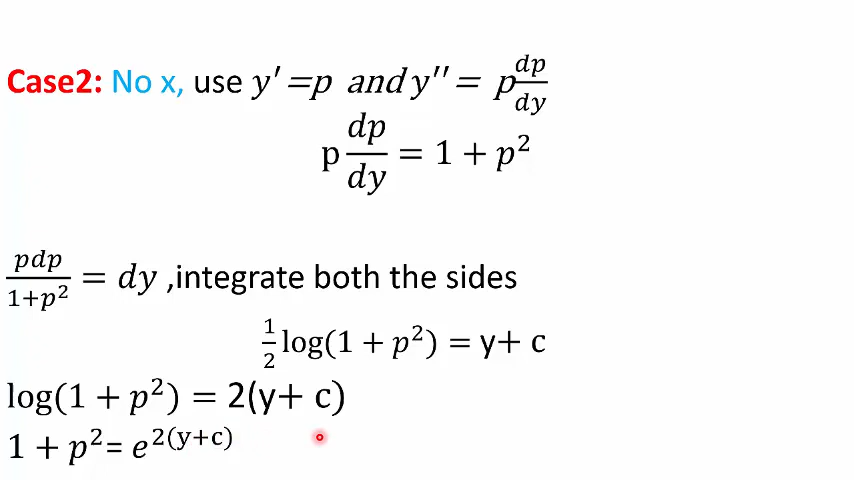 Case2: No x, use y′=p and y′′= p dp/dy
p dp/dy = 1 + p²
pdp/1+p² = dy ,integrate both the sides
1/2 log(1 + p²) = y+ c
log(1 + p²) = 2(y+ c)
1 + p²= e^2(y+c)